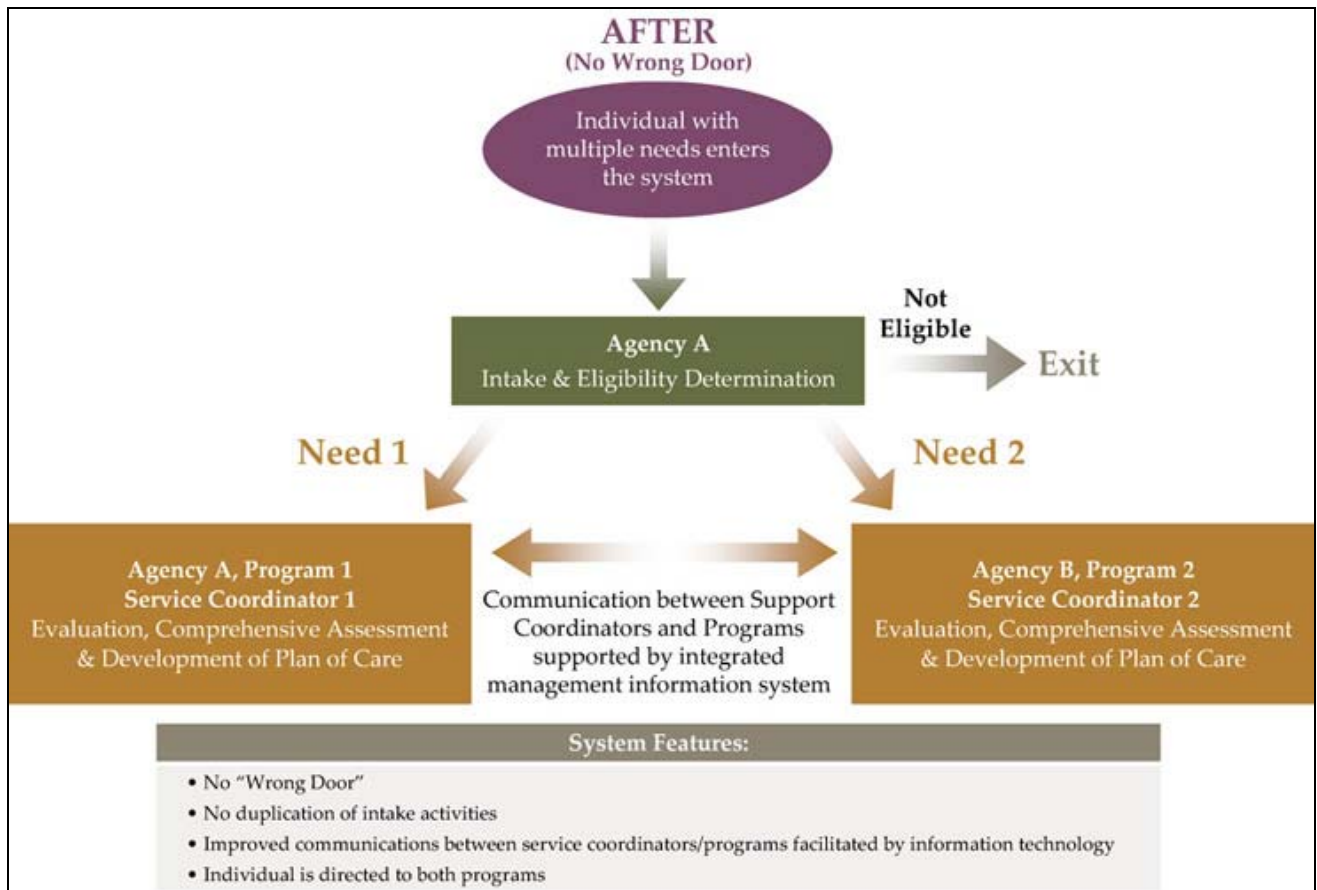 AFTER
(No Wrong Door)
Individual with
multiple needs enters
the system
Agency A
Intake & Eligibility Determination
Not
Eligible
Exit
Need 1
Need 2
Agency A, Program 1
Service Coordinator 1
Evaluation, Comprehensive Assessment
& Development of Plan of Care
Communication between Support
Coordinators and Programs
supported by integrated
management information system
Agency B, Program 2
Service Coordinator 2
Evaluation, Comprehensive Assessment
& Development of Plan of Care
System Features:
• No “Wrong Door”
• No duplication of intake activities
• Improved communications between service coordinators/programs facilitated by information technology
• Individual is directed to both programs